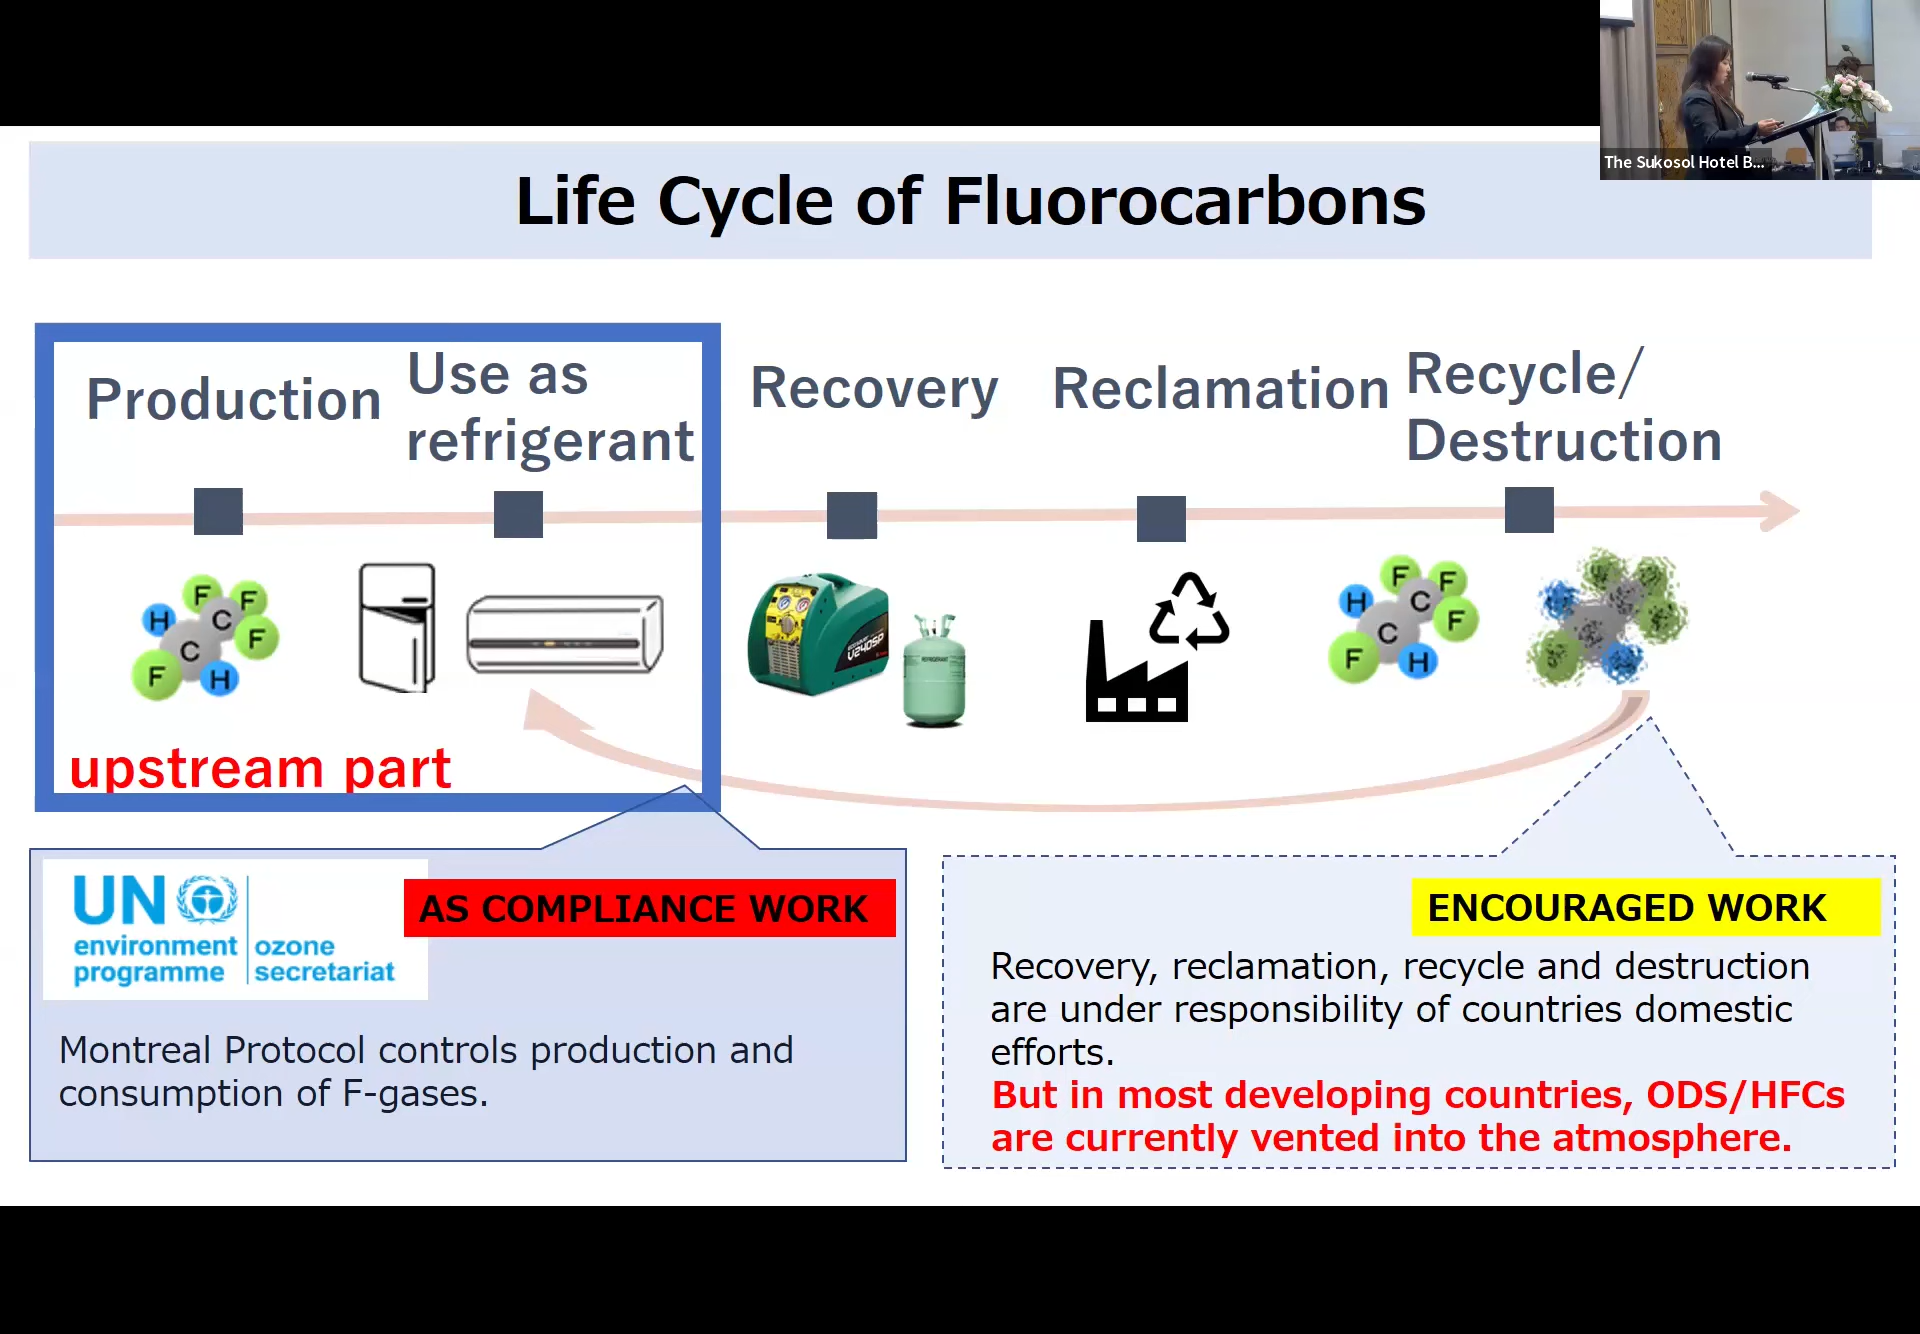 The Sukosol Hotel B...
Life Cycle of Fluorocarbons
Production
Use as
refrigerant
Recovery
Reclamation
Recycle/
Destruction
F
F
H
C
F
C
F
H
V240SP
REFRIGERANT
F
F
H
C
F
C
F
H
upstream part
UN
environment
programme
ozone
secretariat
AS COMPLIANCE WORK
Montreal Protocol controls production and
consumption of F-gases.
ENCOURAGED WORK
Recovery, reclamation, recycle and destruction
are under responsibility of countries domestic
efforts.
But in most developing countries, ODS/HFCs
are currently vented into the atmosphere.